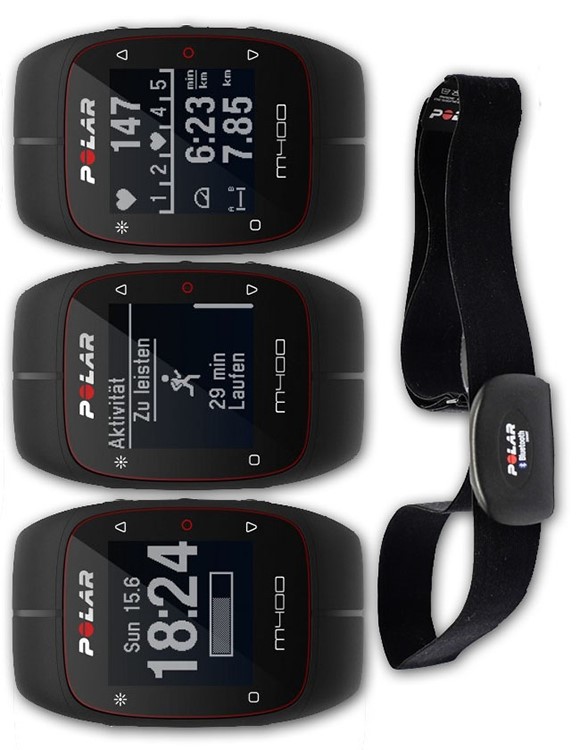 POLAR
Sun 15.6
18:24
M400
POLAR
Aktivität
Zu leisten
29 min
Laufen
M400
POLAR
147
1 2 3 4 5
6:23 min km
A B 7.85 km
M400
POLAR
POLAR
Bluetooth